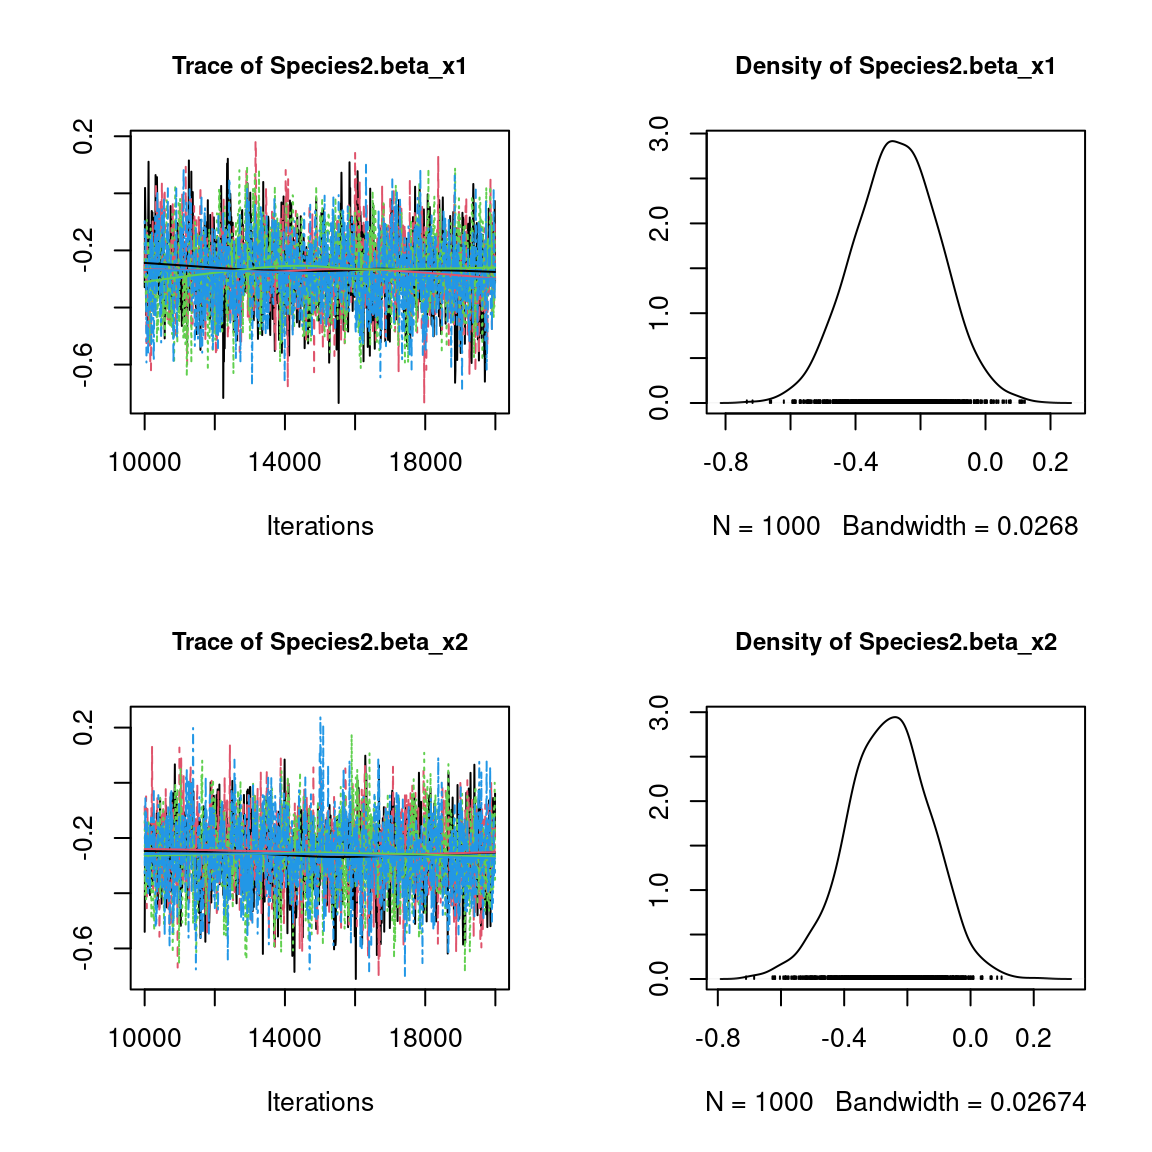 Trace of Species2.beta_x1
0.2
-0.2
-0.6
10000 14000 18000
Iterations
Density of Species2.beta_x1
3.0
2.0
1.0
0.0
-0.8 -0.4 0.0 0.2
N = 1000 Bandwidth = 0.0268
Trace of Species2.beta_x2
0.2
-0.2
-0.6
10000 14000 18000
Iterations
Density of Species2.beta_x2
3.0
2.0
1.0
0.0
-0.8 -0.4 0.0 0.2
N = 1000 Bandwidth = 0.02674